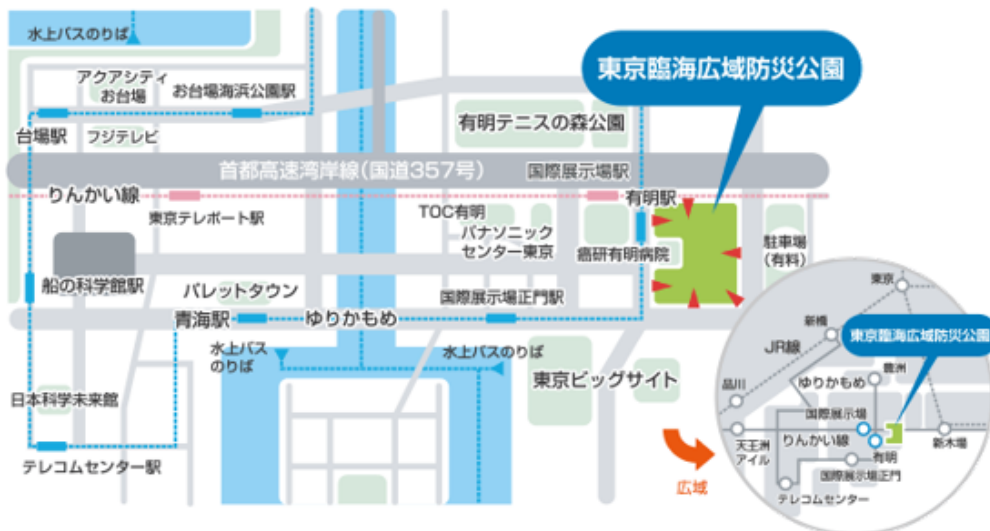 水上バスのりば
アクアシティ
お台場
お台場海浜公園駅
台場駅
フジテレビ
有明テニスの森公園
東京臨海広域防災公園
首都高速湾岸線(国道357号)
国際展示場駅
りんかい線
東京テレポート駅
有明駅
TOC有明
パナソニック
センター東京
癌研有明病院
駐車場
(有料)
船の科学館駅
パレットタウン
国際展示場正門駅
青海駅
ゆりかもめ
水上バス
のりば
水上バスのりば
東京ビッグサイト
日本科学未来館
テレコムセンター駅
広域
東京
新橋
JR線
東京臨海広域防災公園
品川
豊洲
ゆりかもめ
国際展示場
天王洲
アイル
りんかい線
有明
新木場
国際展示場正門
テレコムセンター